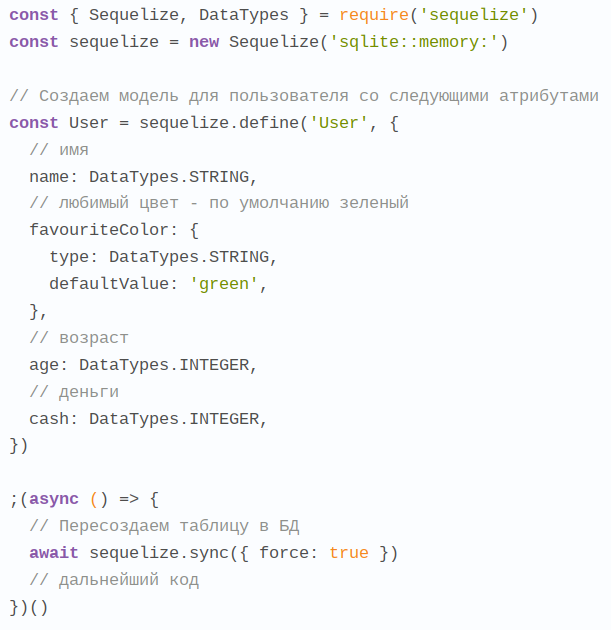 const { Sequelize, DataTypes } = require('sequelize')
const sequelize = new Sequelize('sqlite::memory:')

// Создаем модель для пользователя со следующими атрибутами
const User = sequelize.define('User', {
  // имя
  name: DataTypes.STRING,
  // любимый цвет - по умолчанию зеленый
  favouriteColor: {
    type: DataTypes.STRING,
    defaultValue: 'green',
  },
  // возраст
  age: DataTypes.INTEGER,
  // деньги
  cash: DataTypes.INTEGER,
})

;(async () => {
  // Пересоздаем таблицу в БД
  await sequelize.sync({ force: true })
  // дальнейший код
})()